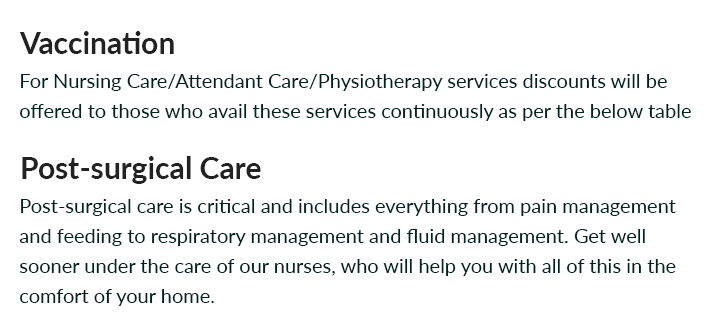 Vaccination
For Nursing Care/Attendant Care/Physiotherapy services discounts will be
offered to those who avail these services continuously as per the below table
Post-surgical Care
Post-surgical care is critical and includes everything from pain management
and feeding to respiratory management and fluid management. Get well
sooner under the care of our nurses, who will help you with all of this in the
comfort of your home.